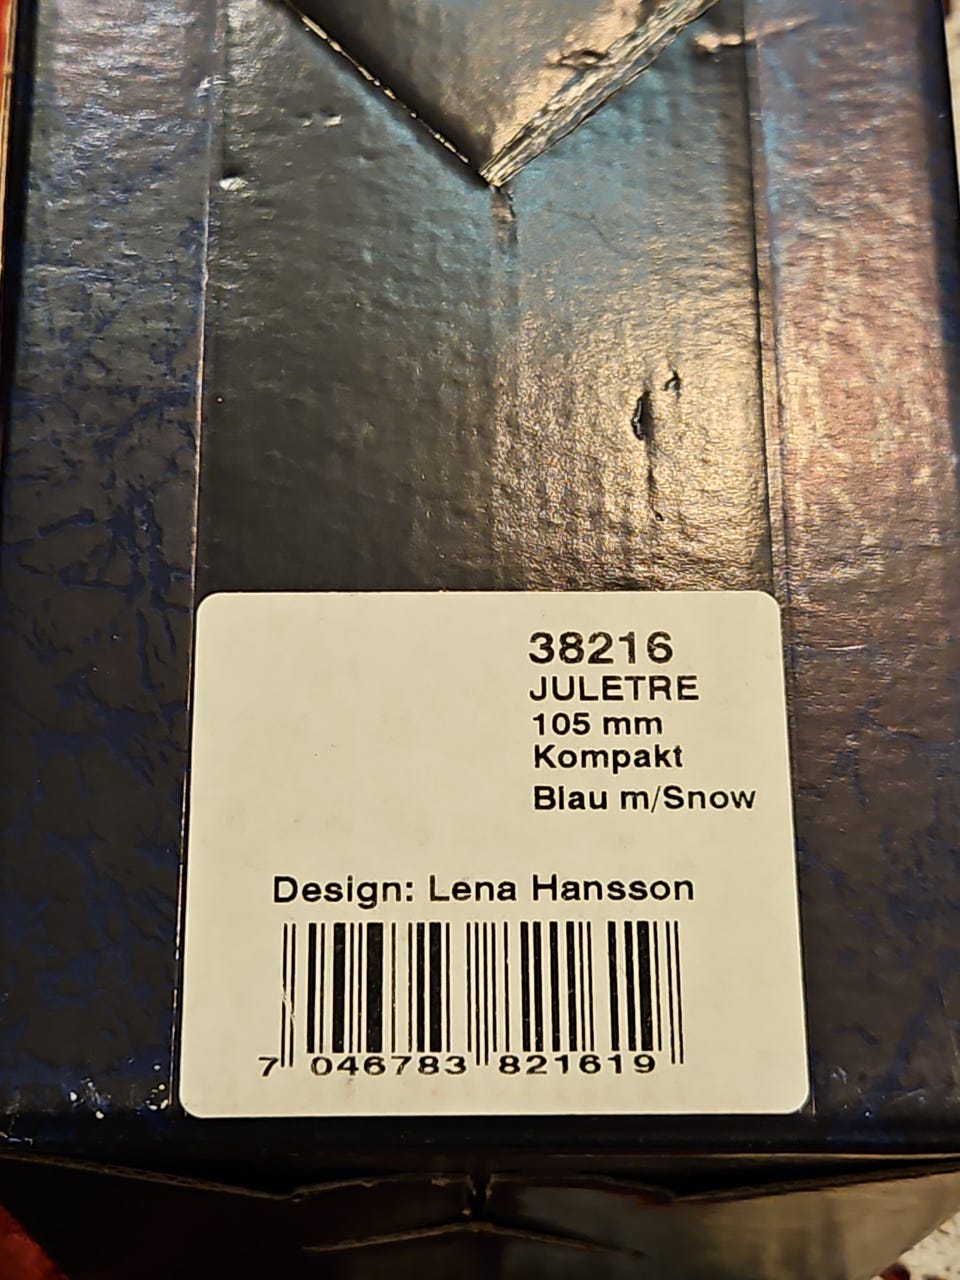 38216
JULETRE
105 mm
Kompakt
Blau m/Snow
Design: Lena Hansson
7 046783 821619